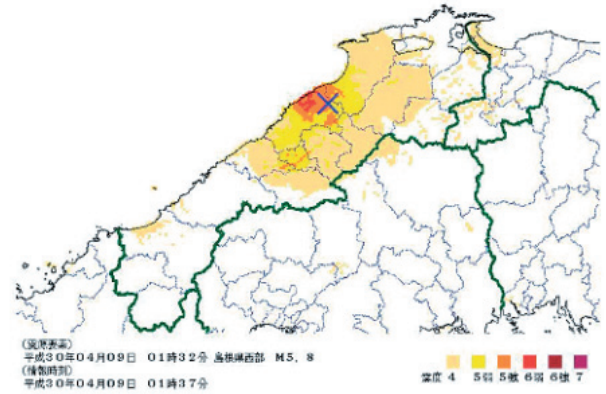 (震源要素)
平成30年04月09日 01時32分 島根県西部 M5．8
(情報時刻)
平成30年04月09日 01時37分
震度 4 5弱 5強 6弱 6強 7